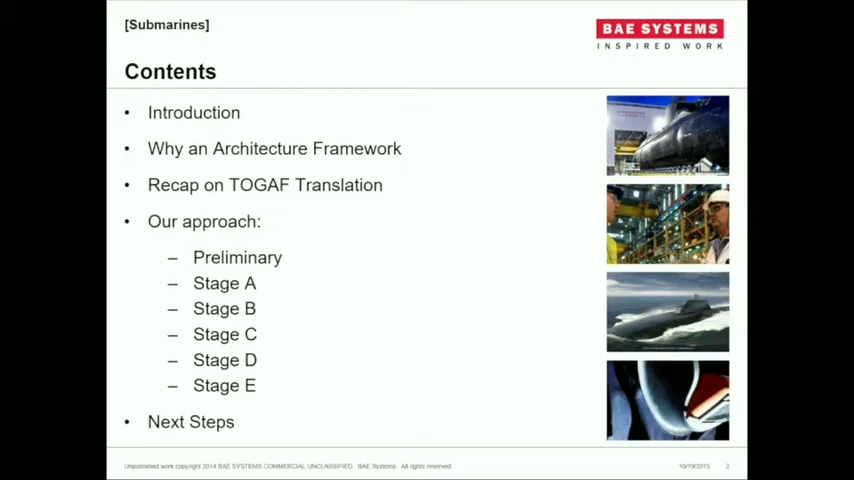 [Submarines]
BAE SYSTEMS
INSPIRED WORK
Contents
• Introduction
• Why an Architecture Framework
• Recap on TOGAF Translation
• Our approach:
– Preliminary
– Stage A
– Stage B
– Stage C
– Stage D
– Stage E
• Next Steps
Unpublished work copyright 2014 BAE SYSTEMS COMMERCIAL UNCLASSIFIED. BAE Systems. All rights reserved
10/19/2015 2